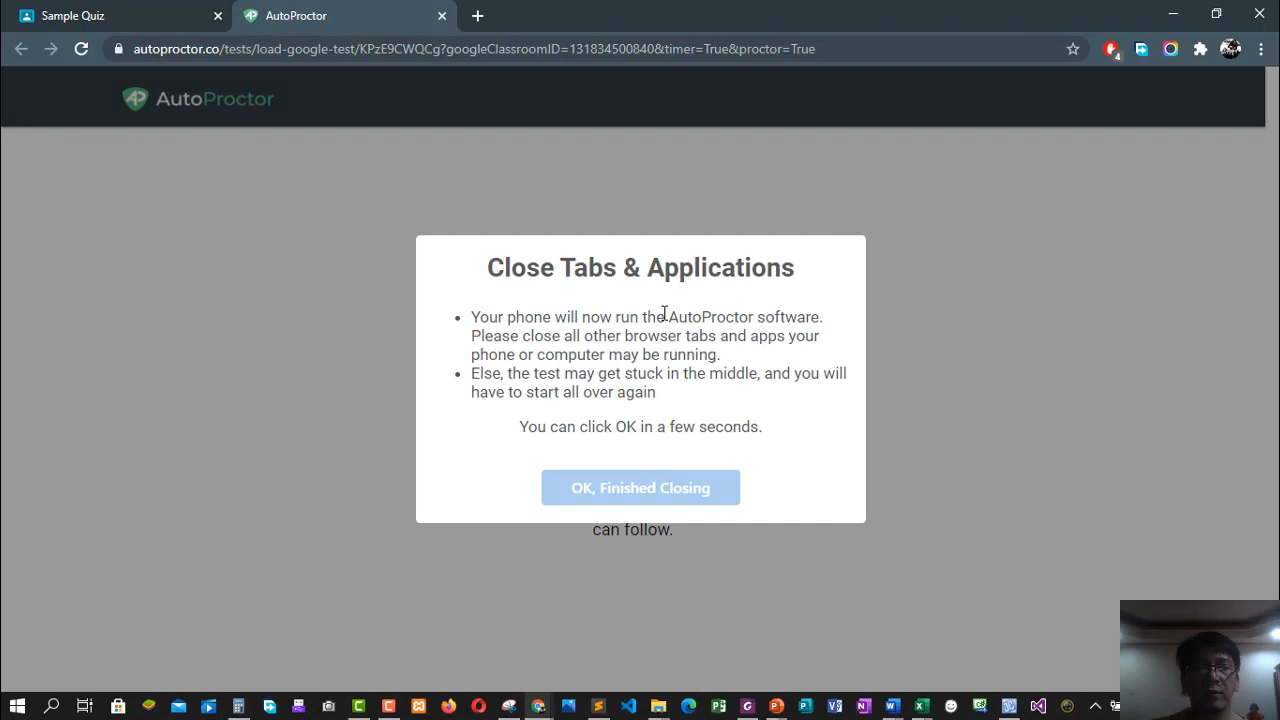 Sample Quiz
AutoProctor
autoproctor.co/tests/load-google-test/KPzE9CWQCg?googleClassroomID=131834500840&timer=True&proctor=True
4
AP AutoProctor
Close Tabs & Applications
• Your phone will now run the AutoProctor software.
Please close all other browser tabs and apps your
phone or computer may be running.
• Else, the test may get stuck in the middle, and you will
have to start all over again
You can click OK in a few seconds.
OK, Finished Closing
can follow.